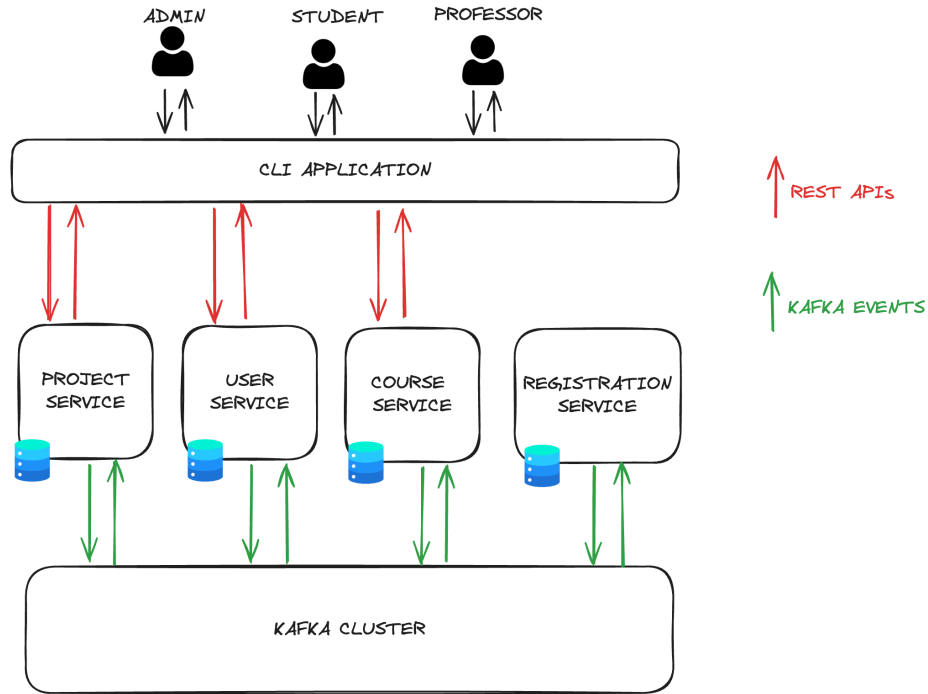 ADMIN
STUDENT
PROFESSOR
CLI APPLICATION
REST APIs
KAFKA EVENTS
PROJECT
SERVICE
USER
SERVICE
COURSE
SERVICE
REGISTRATION
SERVICE
KAFKA CLUSTER